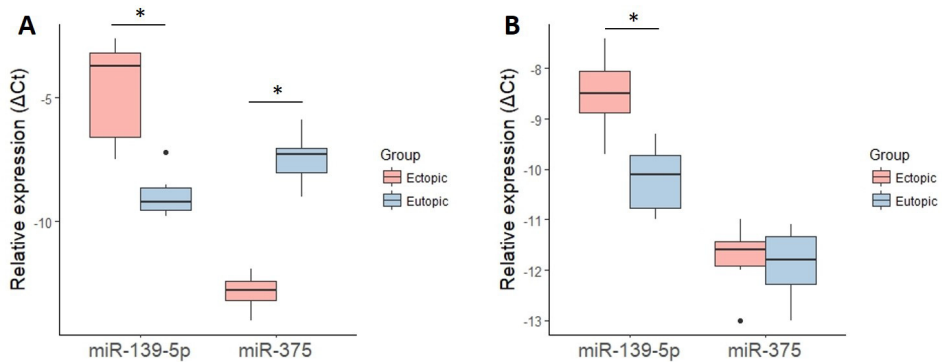 A
*
*
Relative expression (ΔCt)
-5
-10
miR-139-5p
miR-375
Group
Ectopic
Eutopic
B
*
Relative expression (ΔCt)
-8
-9
-10
-11
-12
-13
miR-139-5p
miR-375
Group
Ectopic
Eutopic